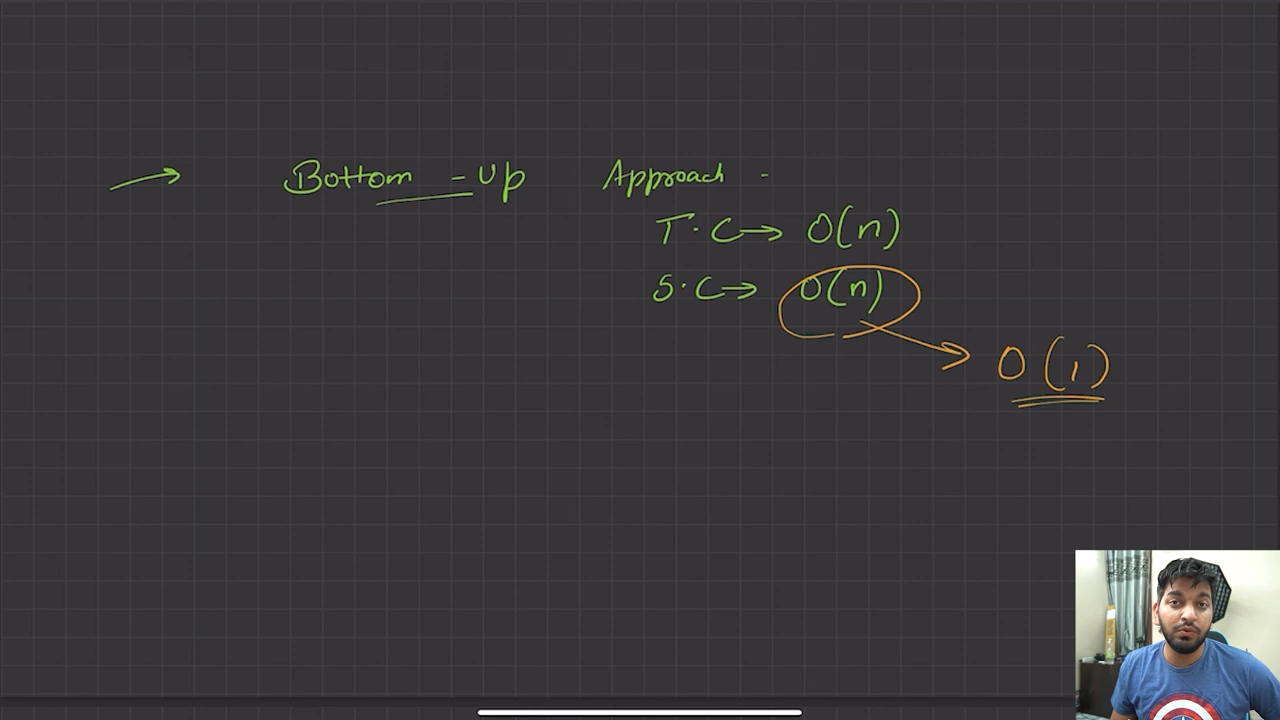 → Bottom-Up Approach -
T.C → O(n)
S.C → O(n)
O(1)